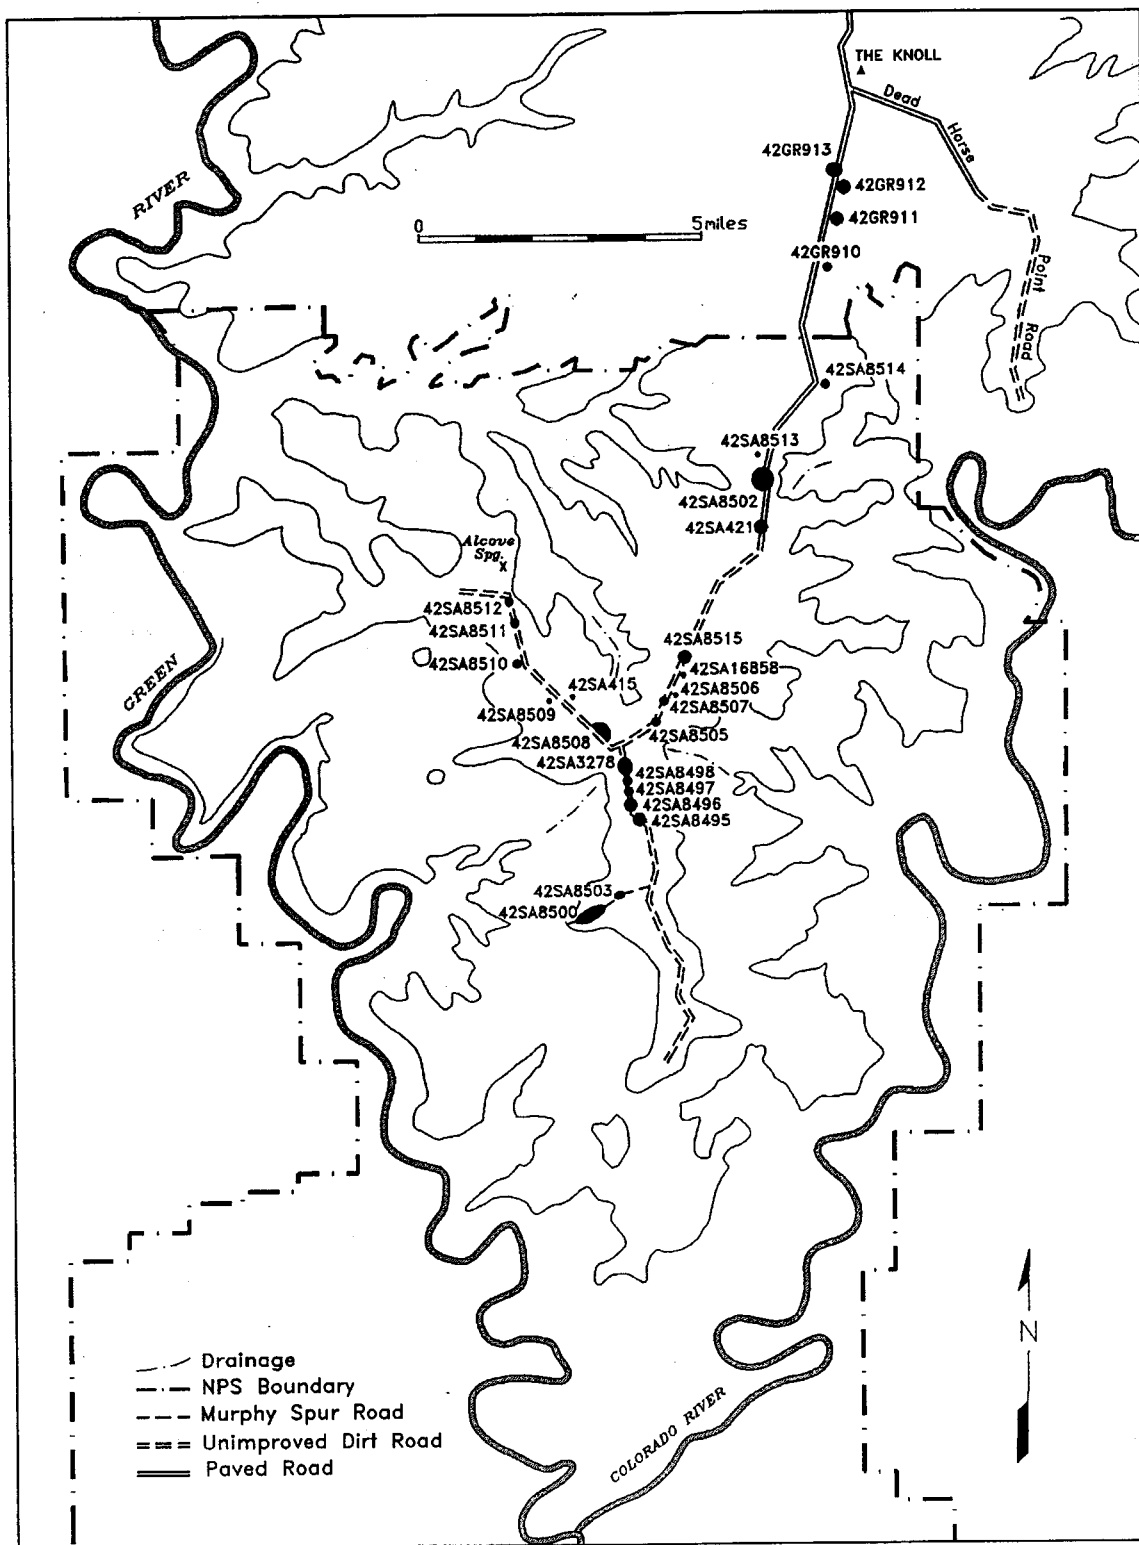 THE KNOLL
Dead
Horse
Point
Road
42GR913
42GR912
42GR911
42GR910
RIVER
0
5miles
42SA8514
42SA8513
42SA8502
42SA421
Alcove
Spg.
X
42SA8512
42SA8511
42SA8510
42SA415
42SA8509
42SA8508
42SA3278
42SA8515
42SA16858
42SA8506
42SA8507
42SA8505
42SA8498
42SA8497
42SA8496
42SA8495
42SA8503
42SA8500
GREEN
N
COLORADO RIVER
Drainage
NPS Boundary
Murphy Spur Road
Unimproved Dirt Road
Paved Road